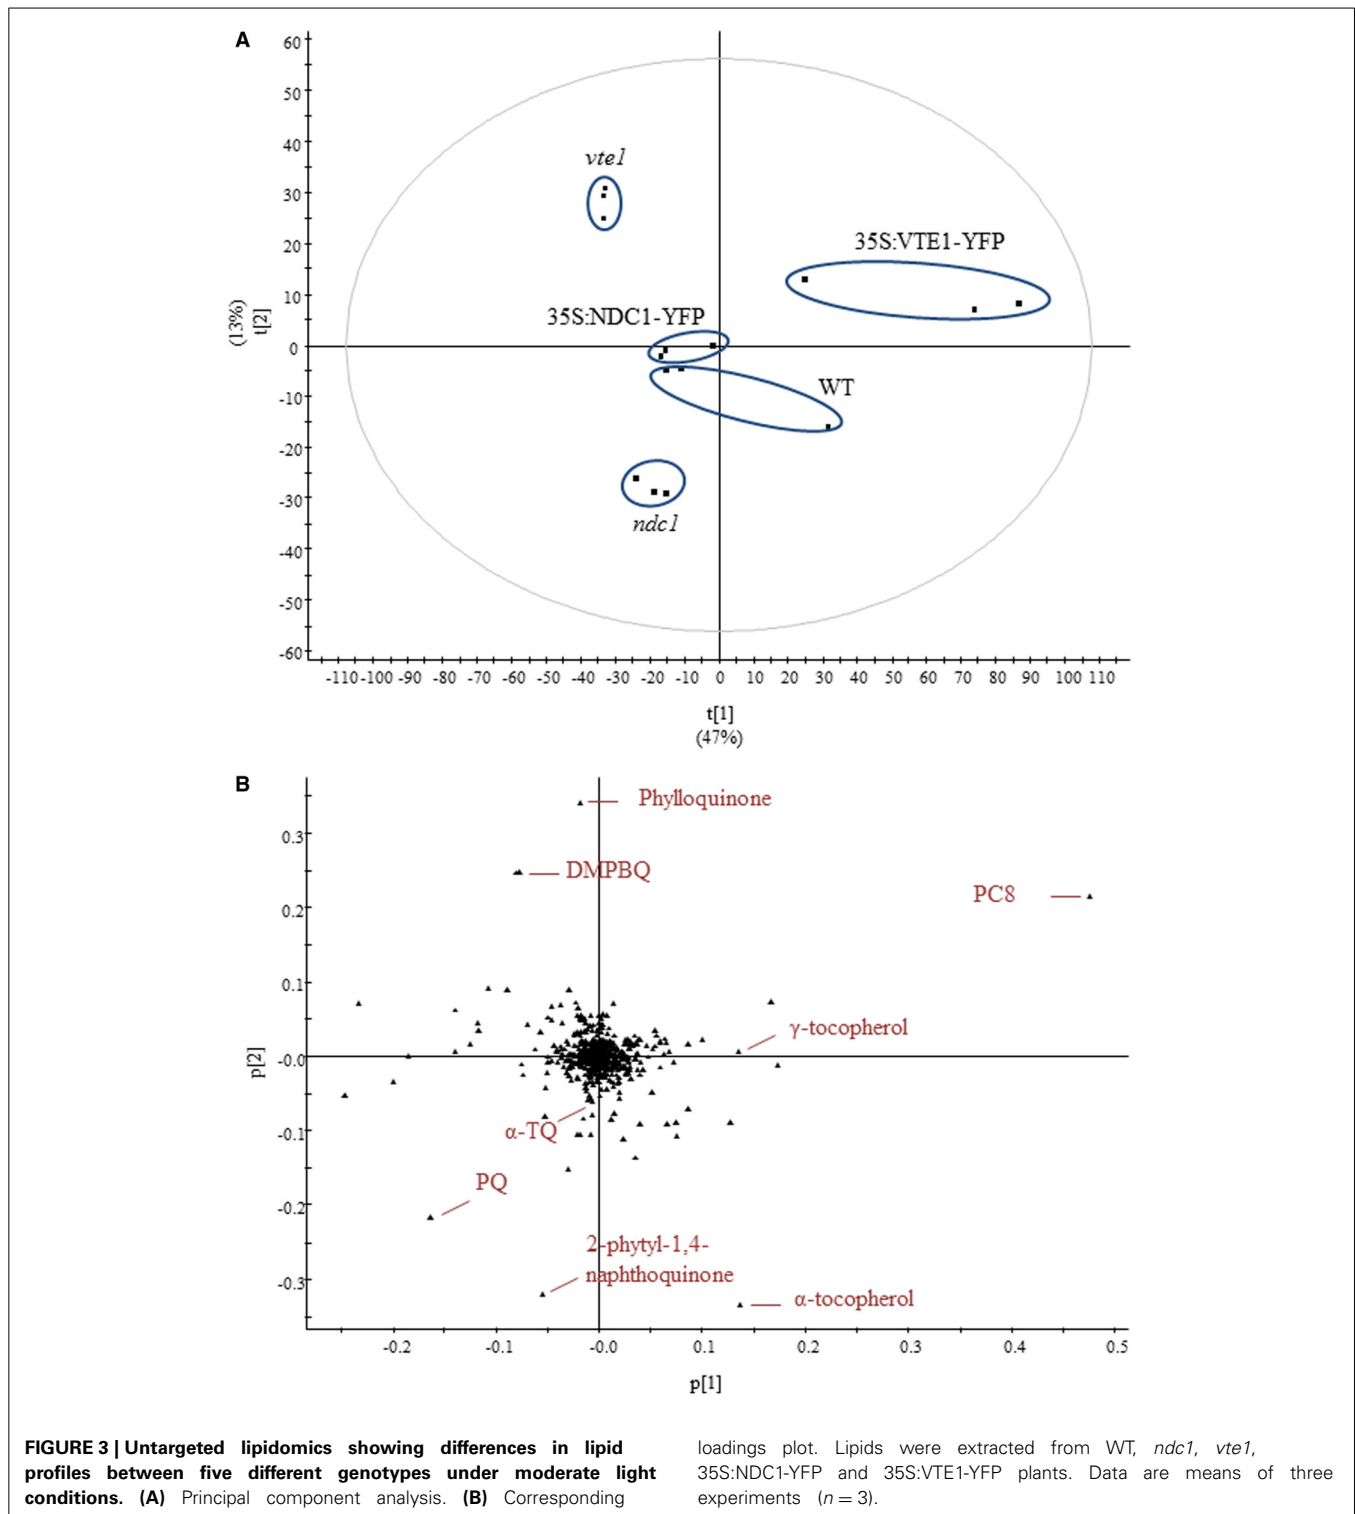 A
60
50
40
30
20
10
0
-10
-20
-30
-40
-50
-60
(13%)
t[2]
vte1
35S:VTE1-YFP
35S:NDC1-YFP
WT
ndc1
-110 -100 -90 -80 -70 -60 -50 -40 -30 -20 -10 0 10 20 30 40 50 60 70 80 90 100 110
t[1]
(47%)
B
0.3
0.2
0.1
-0.0
-0.1
-0.2
-0.3
p[2]
Phylloquinone
DMPBQ
PC8
γ-tocopherol
α-TQ
PQ
2-phytyl-1,4-
naphthoquinone
α-tocopherol
-0.2 -0.1 -0.0 0.1 0.2 0.3 0.4 0.5
p[1]
FIGURE 3 | Untargeted lipidomics showing differences in lipid
profiles between five different genotypes under moderate light
conditions. (A) Principal component analysis. (B) Corresponding
loadings plot. Lipids were extracted from WT, ndc1, vte1,
35S:NDC1-YFP and 35S:VTE1-YFP plants. Data are means of three
experiments (n = 3).